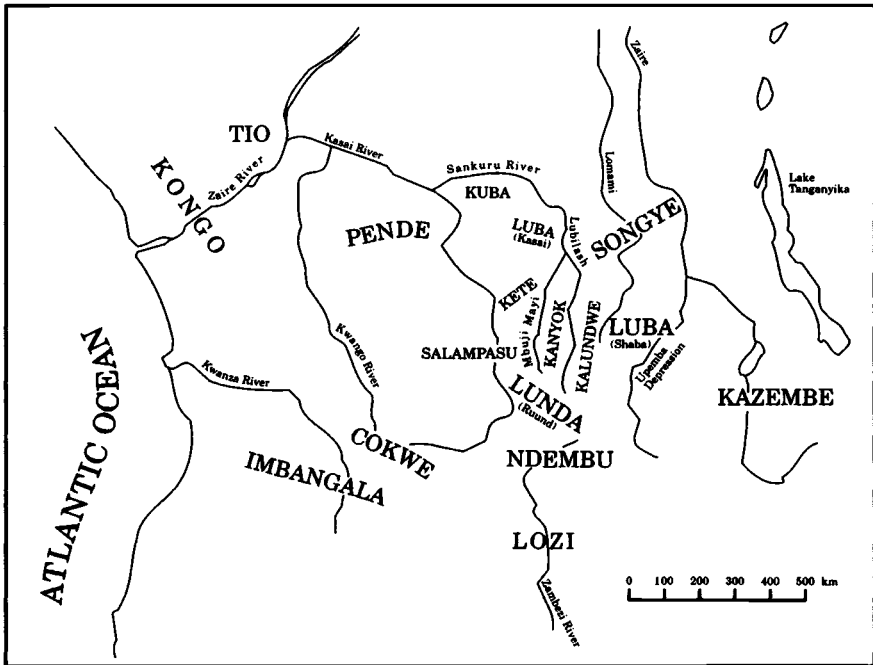 Zaire
TIO
Kasai River
KONGO
Zaire River
Sankuru River
Lomami
Lake
Tanganyika
KUBA
PENDE
LUBA
(Kasai)
Lubilash
SONGYE
KETE
Mbuji Mayi
KANYOK
KALUNDWE
LUBA
(Shaba)
Upemba
Depression
SALAMPASU
Kwango River
Kwanza River
LUNDA
(Ruund)
KAZEMBE
ATLANTIC OCEAN
COKWE
IMBANGALA
NDEMBU
LOZI
Zambezi River
0 100 200 300 400 500 km